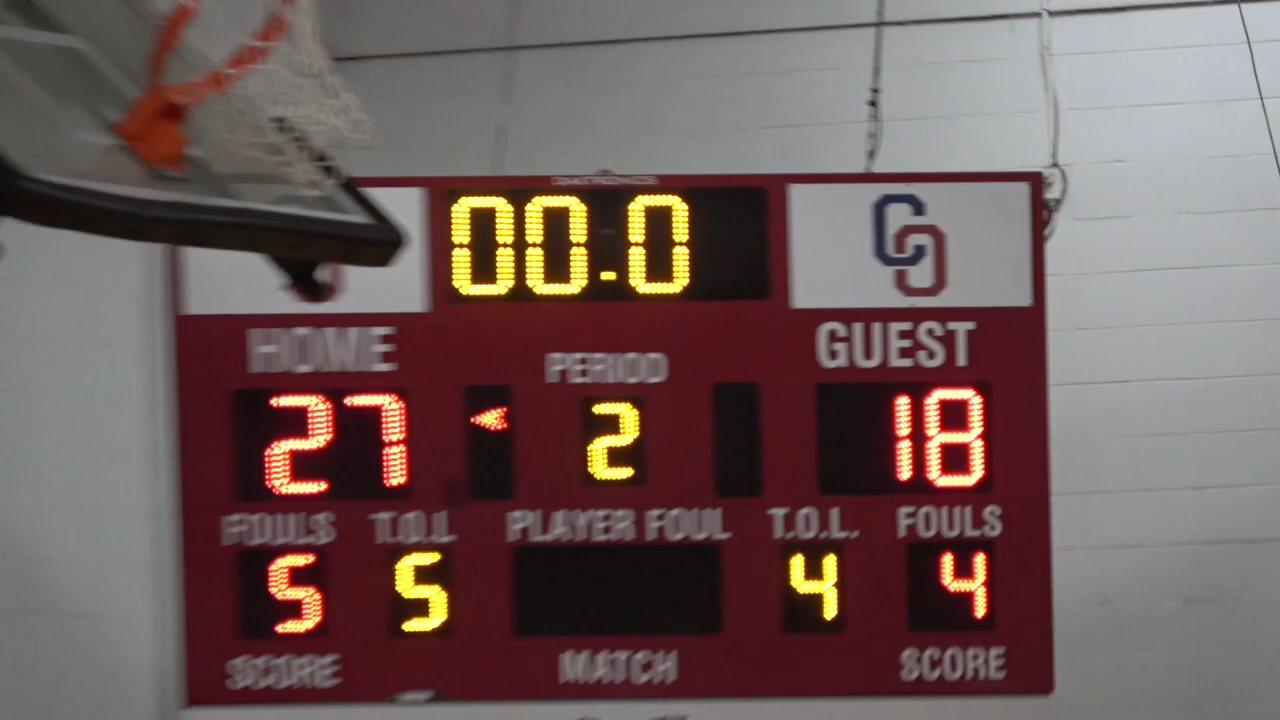 DAKTRONICS
00.0
CO
HOME
PERIOD
GUEST
27
2
18
FOULS
T.O.L
PLAYER FOUL
T.O.L.
FOULS
5
5
4
4
SCORE
MATCH
SCORE